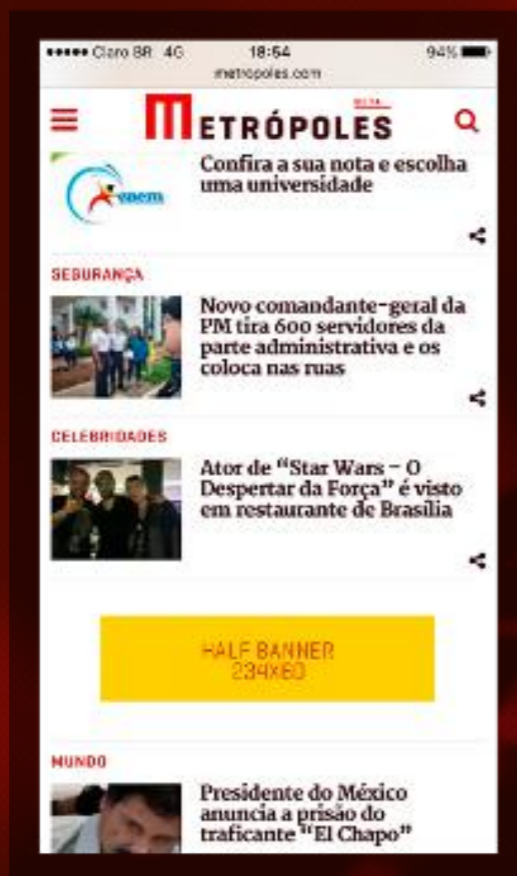 Claro BR 4G 18:54 94%
metropoles.com
METRÓPOLES
Confira a sua nota e escolha
uma universidade
enem
SEGURANÇA
Novo comandante-geral da
PM tira 600 servidores da
parte administrativa e os
coloca nas ruas
CELEBRIDADES
Ator de “Star Wars – O
Despertar da Força” é visto
em restaurante de Brasília
HALF BANNER
234X60
MUNDO
Presidente do México
anuncia a prisão do
traficante “El Chapo”